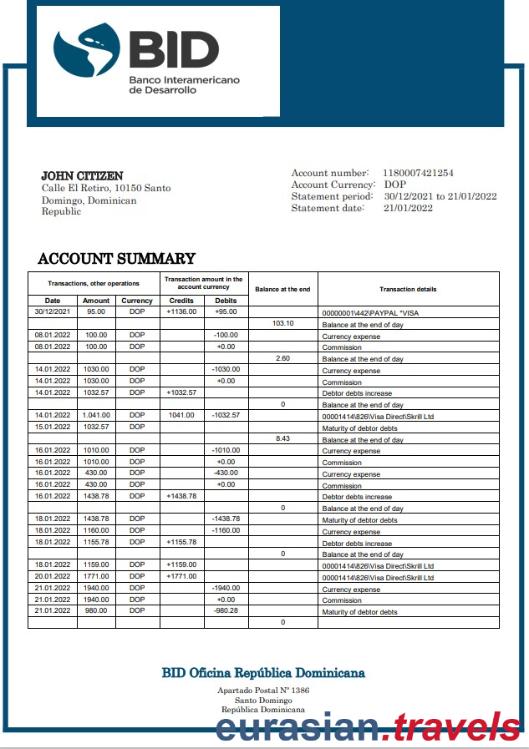 BID
Banco Interamericano
de Desarrollo
JOHN CITIZEN
Calle El Retiro, 10150 Santo
Domingo, Dominican
Republic
Account number: 1180007421254
Account Currency: DOP
Statement period: 30/12/2021 to 21/01/2022
Statement date: 21/01/2022
ACCOUNT SUMMARY
Transactions, other operations Transaction amount in the account currency Balance at the end Transaction details
Date Amount Currency Credits Debits
30/12/2021 95.00 DOP +1136.00 +95.00 00000001\442\PAYPAL *VISA
103.10 Balance at the end of day
08.01.2022 100.00 DOP -100.00 Currency expense
08.01.2022 100.00 DOP +0.00 Commission
2.60 Balance at the end of day
14.01.2022 1030.00 DOP -1030.00 Currency expense
14.01.2022 1030.00 DOP +0.00 Commission
14.01.2022 1032.57 DOP +1032.57 Debtor debts increase
0 Balance at the end of day
14.01.2022 1.041.00 DOP 1041.00 -1032.57 00001414\826\Visa Direct\Skrill Ltd
15.01.2022 1032.57 DOP Maturity of debtor debts
8.43 Balance at the end of day
16.01.2022 1010.00 DOP -1010.00 Currency expense
16.01.2022 1010.00 DOP +0.00 Commission
16.01.2022 430.00 DOP -430.00 Currency expense
16.01.2022 430.00 DOP +0.00 Commission
16.01.2022 1438.78 DOP +1438.78 Debtor debts increase
0 Balance at the end of day
18.01.2022 1438.78 DOP -1438.78 Maturity of debtor debts
18.01.2022 1160.00 DOP -1160.00 Currency expense
18.01.2022 1155.78 DOP +1155.78 Debtor debts increase
0 Balance at the end of day
18.01.2022 1159.00 DOP +1159.00 00001414\826\Visa Direct\Skrill Ltd
20.01.2022 1771.00 DOP +1771.00 00001414\826\Visa Direct\Skrill Ltd
21.01.2022 1940.00 DOP -1940.00 Currency expense
21.01.2022 1940.00 DOP +0.00 Commission
21.01.2022 980.00 DOP -980.28 Maturity of debtor debts
0
BID Oficina República Dominicana
Apartado Postal Nº 1386
Santo Domingo
República Dominicana
eurasian.travels